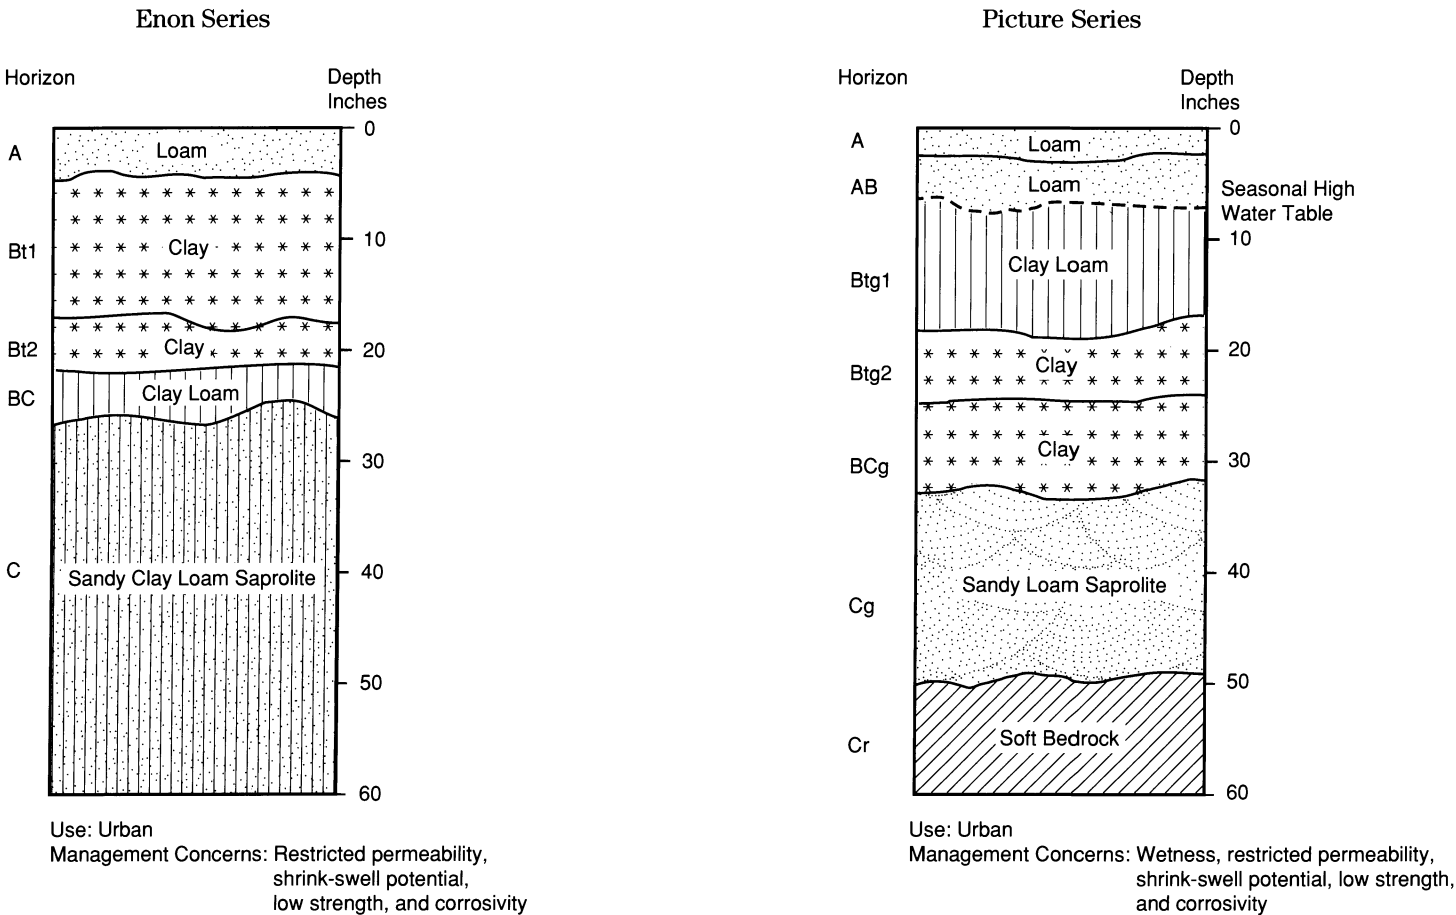 Enon Series
Horizon
Depth
Inches
0
A
Loam
10
Bt1
Clay
Bt2
Clay
20
BC
Clay Loam
30
C
Sandy Clay Loam Saprolite
40
50
60
Use: Urban
Management Concerns: Restricted permeability,
shrink-swell potential,
low strength, and corrosivity
Picture Series
Horizon
Depth
Inches
0
A
Loam
AB
Loam
Seasonal High
Water Table
10
Btg1
Clay Loam
20
Btg2
Clay
BCg
Clay
30
40
Cg
Sandy Loam Saprolite
50
Cr
Soft Bedrock
60
Use: Urban
Management Concerns: Wetness, restricted permeability,
shrink-swell potential, low strength,
and corrosivity